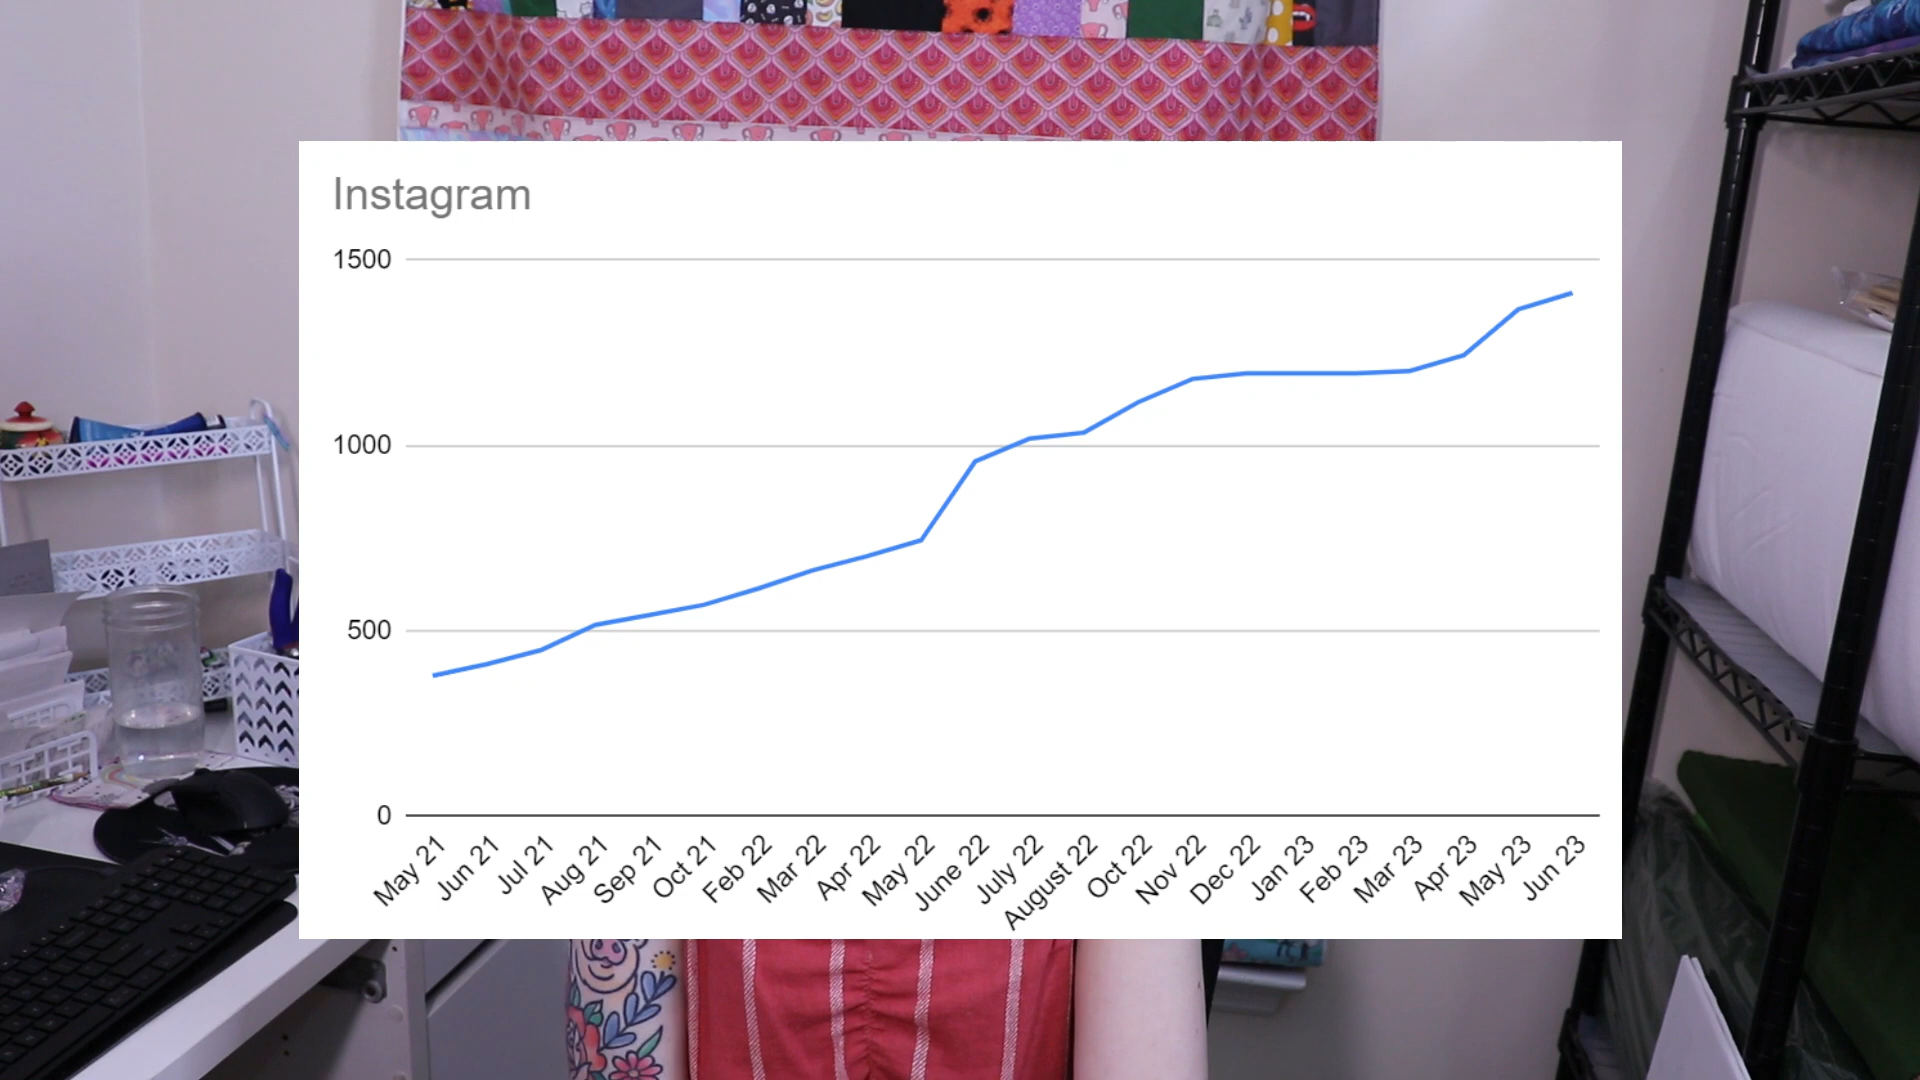 Instagram
1500
1000
500
0
May 21
Jun 21
Jul 21
Aug 21
Sep 21
Oct 21
Feb 22
Mar 22
Apr 22
May 22
June 22
July 22
August 22
Oct 22
Nov 22
Dec 22
Jan 23
Feb 23
Mar 23
Apr 23
May 23
Jun 23